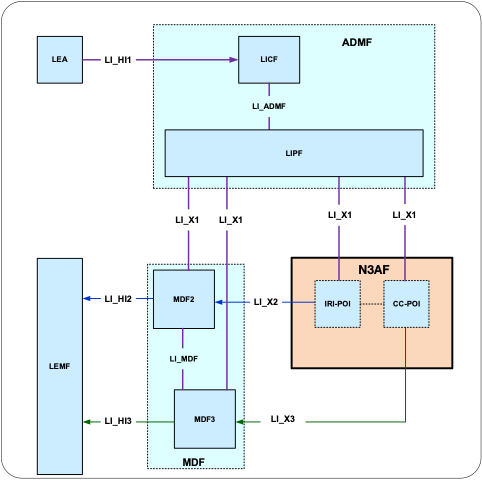 ADMF
LEA
LI_HI1
LICF
LI_ADMF
LIPF
LI_X1
LI_X1
LI_X1
LI_X1
N3AF
LI_HI2
MDF2
LI_X2
IRI-POI
CC-POI
LI_MDF
LEMF
LI_HI3
MDF3
LI_X3
MDF